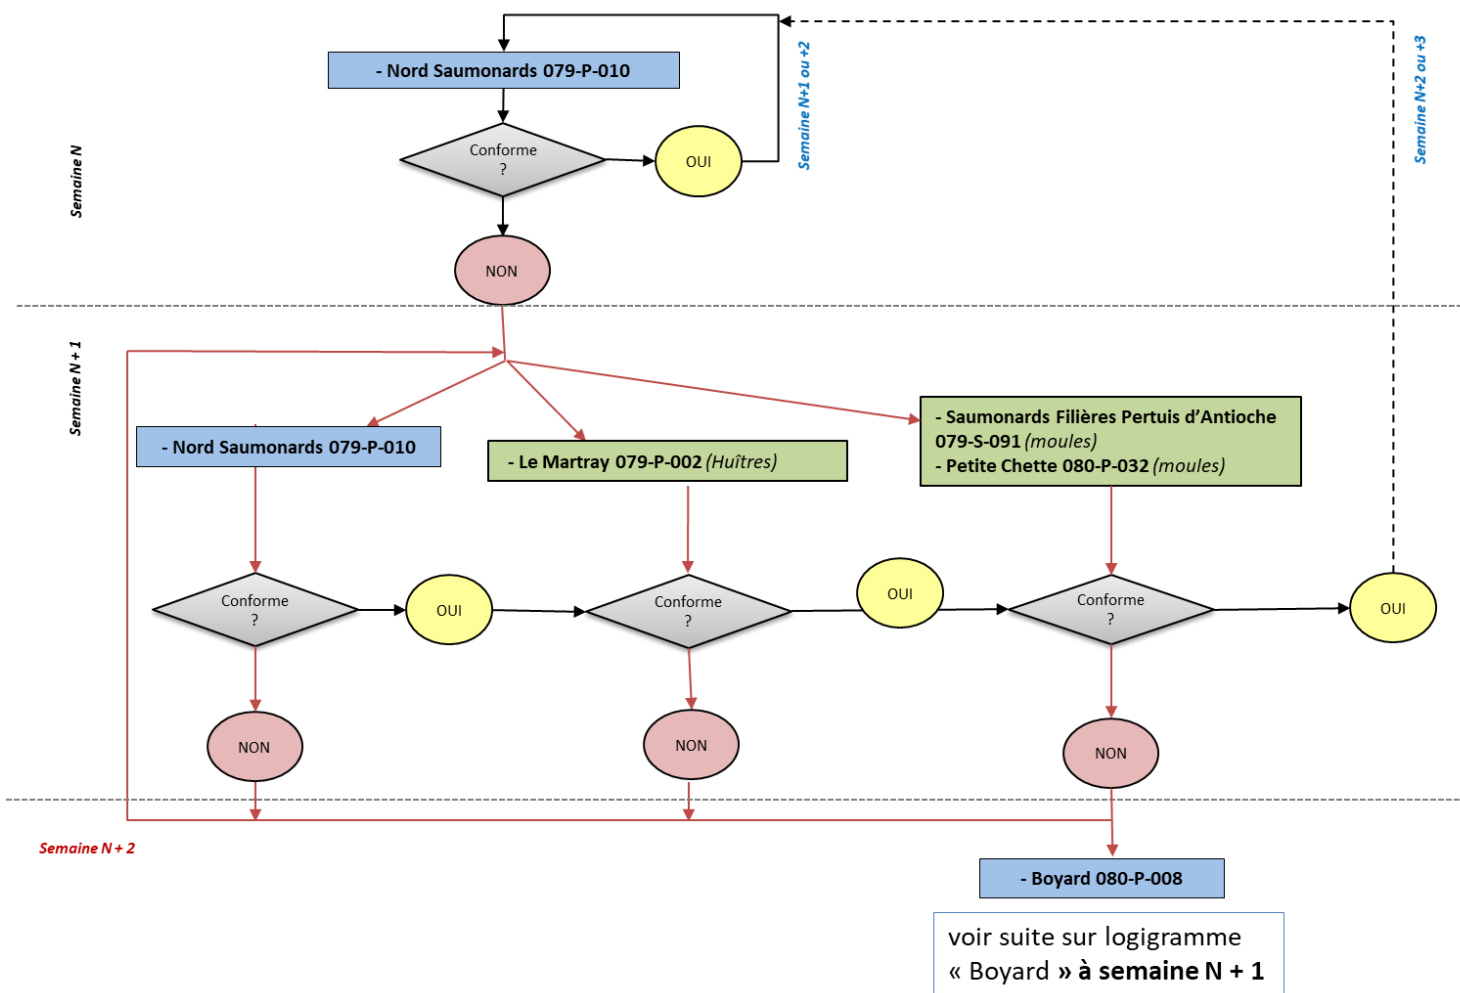 - Nord Saumonards 079-P-010
Semaine N+1 ou +2
Semaine N+2 ou +3
Conforme
?
OUI
Semaine N
NON
Semaine N + 1
- Nord Saumonards 079-P-010
- Le Martray 079-P-002 (Huîtres)
- Saumonards Filières Pertuis d’Antioche
079-S-091 (moules)
- Petite Chette 080-P-032 (moules)
Conforme
?
OUI
Conforme
?
OUI
Conforme
?
OUI
NON
NON
NON
Semaine N + 2
- Boyard 080-P-008
voir suite sur logigramme
« Boyard » à semaine N + 1